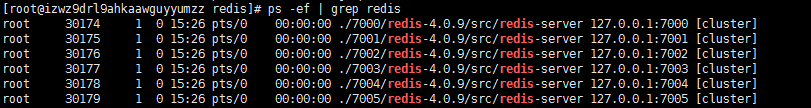 [root@izwz9drl9ahkaawguyyumzz redis]# ps -ef | grep redis
root     30174     1  0 15:26 pts/0    00:00:00 ./7000/redis-4.0.9/src/redis-server 127.0.0.1:7000 [cluster]
root     30175     1  0 15:26 pts/0    00:00:00 ./7001/redis-4.0.9/src/redis-server 127.0.0.1:7001 [cluster]
root     30176     1  0 15:26 pts/0    00:00:00 ./7002/redis-4.0.9/src/redis-server 127.0.0.1:7002 [cluster]
root     30177     1  0 15:26 pts/0    00:00:00 ./7003/redis-4.0.9/src/redis-server 127.0.0.1:7003 [cluster]
root     30178     1  0 15:26 pts/0    00:00:00 ./7004/redis-4.0.9/src/redis-server 127.0.0.1:7004 [cluster]
root     30179     1  0 15:26 pts/0    00:00:00 ./7005/redis-4.0.9/src/redis-server 127.0.0.1:7005 [cluster]